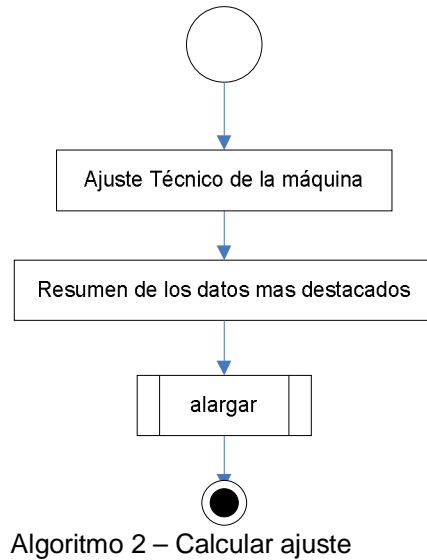 Ajuste Técnico de la máquina
Resumen de los datos mas destacados
alargar
Algoritmo 2 – Calcular ajuste